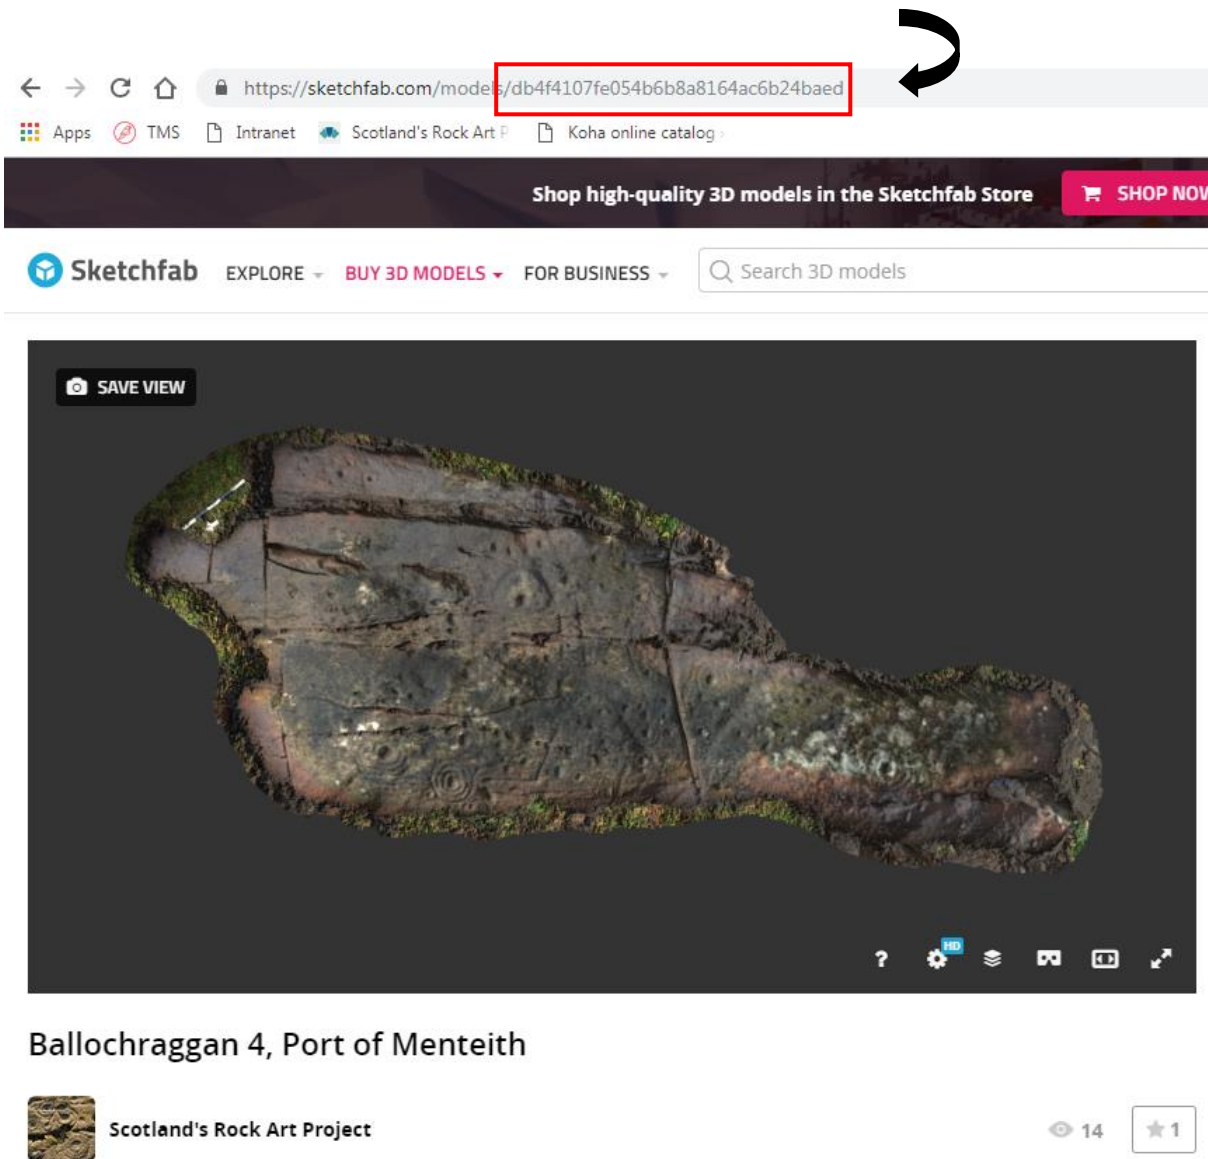 https://sketchfab.com/models/db4f4107fe054b6b8a8164ac6b24baed
Apps TMS Intranet Scotland's Rock Art P Koha online catalog
Shop high-quality 3D models in the Sketchfab Store SHOP NOW
Sketchfab EXPLORE BUY 3D MODELS FOR BUSINESS Search 3D models
SAVE VIEW
? HD
Ballochraggan 4, Port of Menteith
Scotland's Rock Art Project 14 1